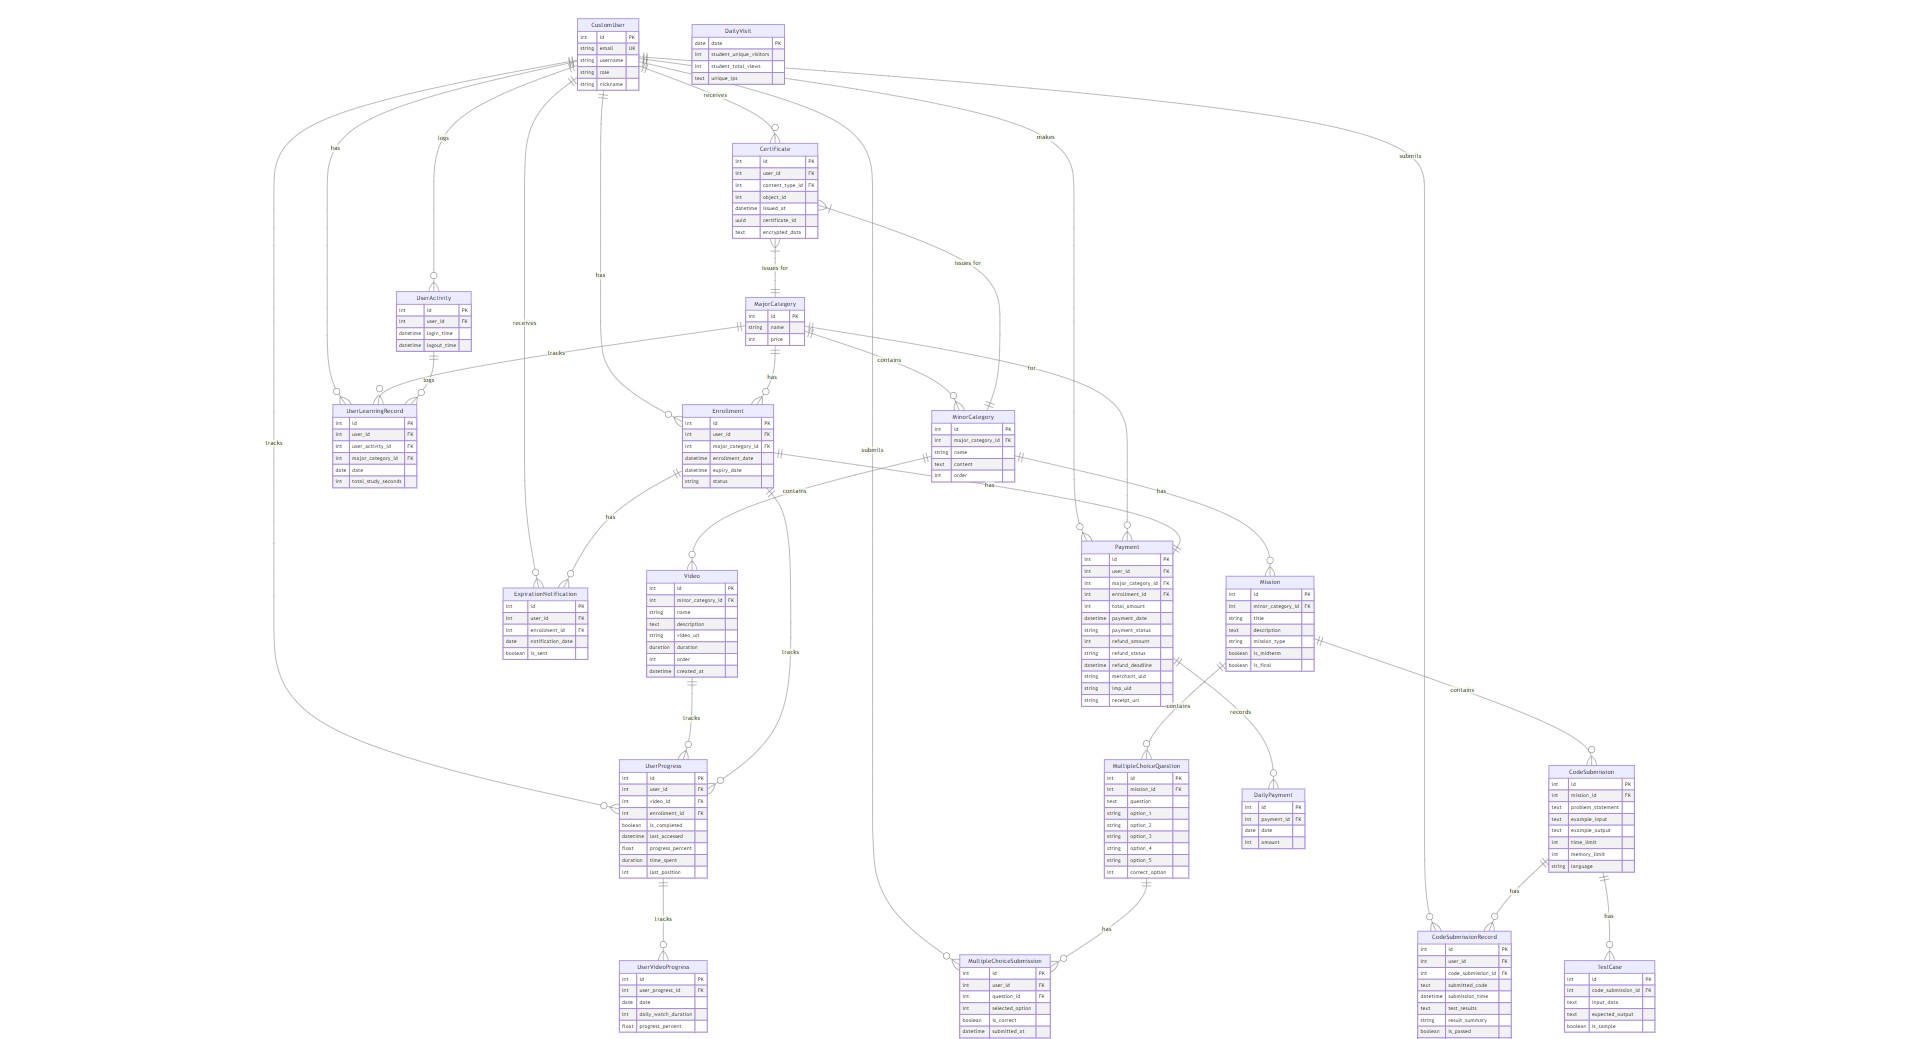 CustomUser
int id PK
string email UK
string username
string role
string nickname
DailyVisit
date date PK
int student_unique_visitors
int student_total_views
text unique_ips
receives
makes
logs
has
submits
Certificate
int id PK
int user_id FK
int content_type_id FK
int object_id
datetime issued_at
uuid certificate_id
text encrypted_data
issues for
issues for
has
UserActivity
int id PK
int user_id FK
datetime login_time
datetime logout_time
MajorCategory
int id PK
string name
int price
receives
tracks
contains
for
logs
has
UserLearningRecord
int id PK
int user_id FK
int user_activity_id FK
int major_category_id FK
date date
int total_study_seconds
Enrollment
int id PK
int user_id FK
int major_category_id FK
datetime enrollment_date
datetime expiry_date
string status
MinorCategory
int id PK
int major_category_id FK
string name
text content
int order
tracks
submits
has
contains
has
has
Payment
int id PK
int user_id FK
int major_category_id FK
int enrollment_id FK
int total_amount
datetime payment_date
string payment_status
int refund_amount
string refund_status
datetime refund_deadline
string merchant_uid
string imp_uid
string receipt_url
Video
int id PK
int minor_category_id FK
string name
text description
string video_url
duration duration
int order
datetime created_at
Mission
int id PK
int minor_category_id FK
string title
text description
string mission_type
boolean is_midterm
boolean is_final
ExpirationNotification
int id PK
int user_id FK
int enrollment_id FK
date notification_date
boolean is_sent
tracks
contains
contains
records
tracks
UserProgress
int id PK
int user_id FK
int video_id FK
int enrollment_id FK
boolean is_completed
datetime last_accessed
float progress_percent
duration time_spent
int last_position
MultipleChoiceQuestion
int id PK
int mission_id FK
text question
string option_1
string option_2
string option_3
string option_4
string option_5
int correct_option
DailyPayment
int id PK
int payment_id FK
date date
int amount
CodeSubmission
int id PK
int mission_id FK
text problem_statement
text example_input
text example_output
int time_limit
int memory_limit
string language
has
has
tracks
has
UserVideoProgress
int id PK
int user_progress_id FK
date date
int daily_watch_duration
float progress_percent
MultipleChoiceSubmission
int id PK
int user_id FK
int question_id FK
int selected_option
boolean is_correct
datetime submitted_at
CodeSubmissionRecord
int id PK
int user_id FK
int code_submission_id FK
text submitted_code
datetime submission_time
text test_results
string result_summary
boolean is_passed
TestCase
int id PK
int code_submission_id FK
text input_data
text expected_output
boolean is_sample